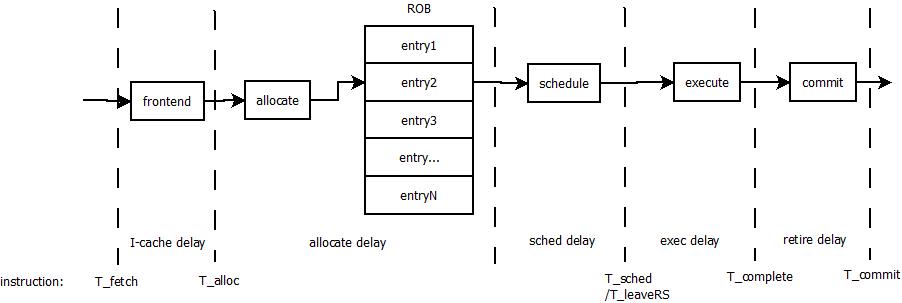 ROB
entry1
entry2
entry3
entry...
entryN
frontend
allocate
schedule
execute
commit
I-cache delay
allocate delay
sched delay
exec delay
retire delay
instruction:
T_fetch
T_alloc
T_sched
/T_leaveRS
T_complete
T_commit